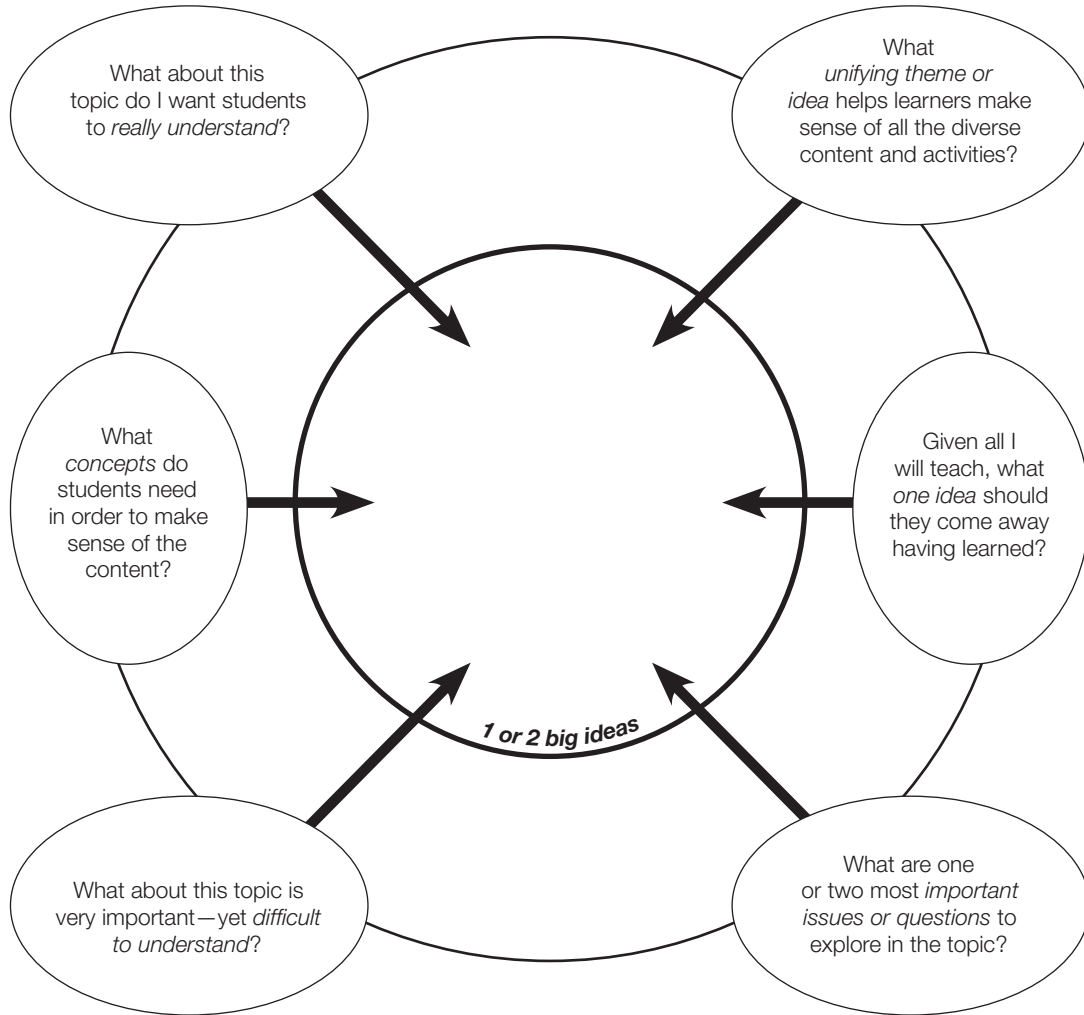 What about this
topic do I want students
to really understand?
What
unifying theme or
idea helps learners make
sense of all the diverse
content and activities?
What
concepts do
students need
in order to make
sense of the
content?
Given all I
will teach, what
one idea should
they come away
having learned?
1 or 2 big ideas
What about this topic is
very important—yet difficult
to understand?
What are one
or two most important
issues or questions to
explore in the topic?